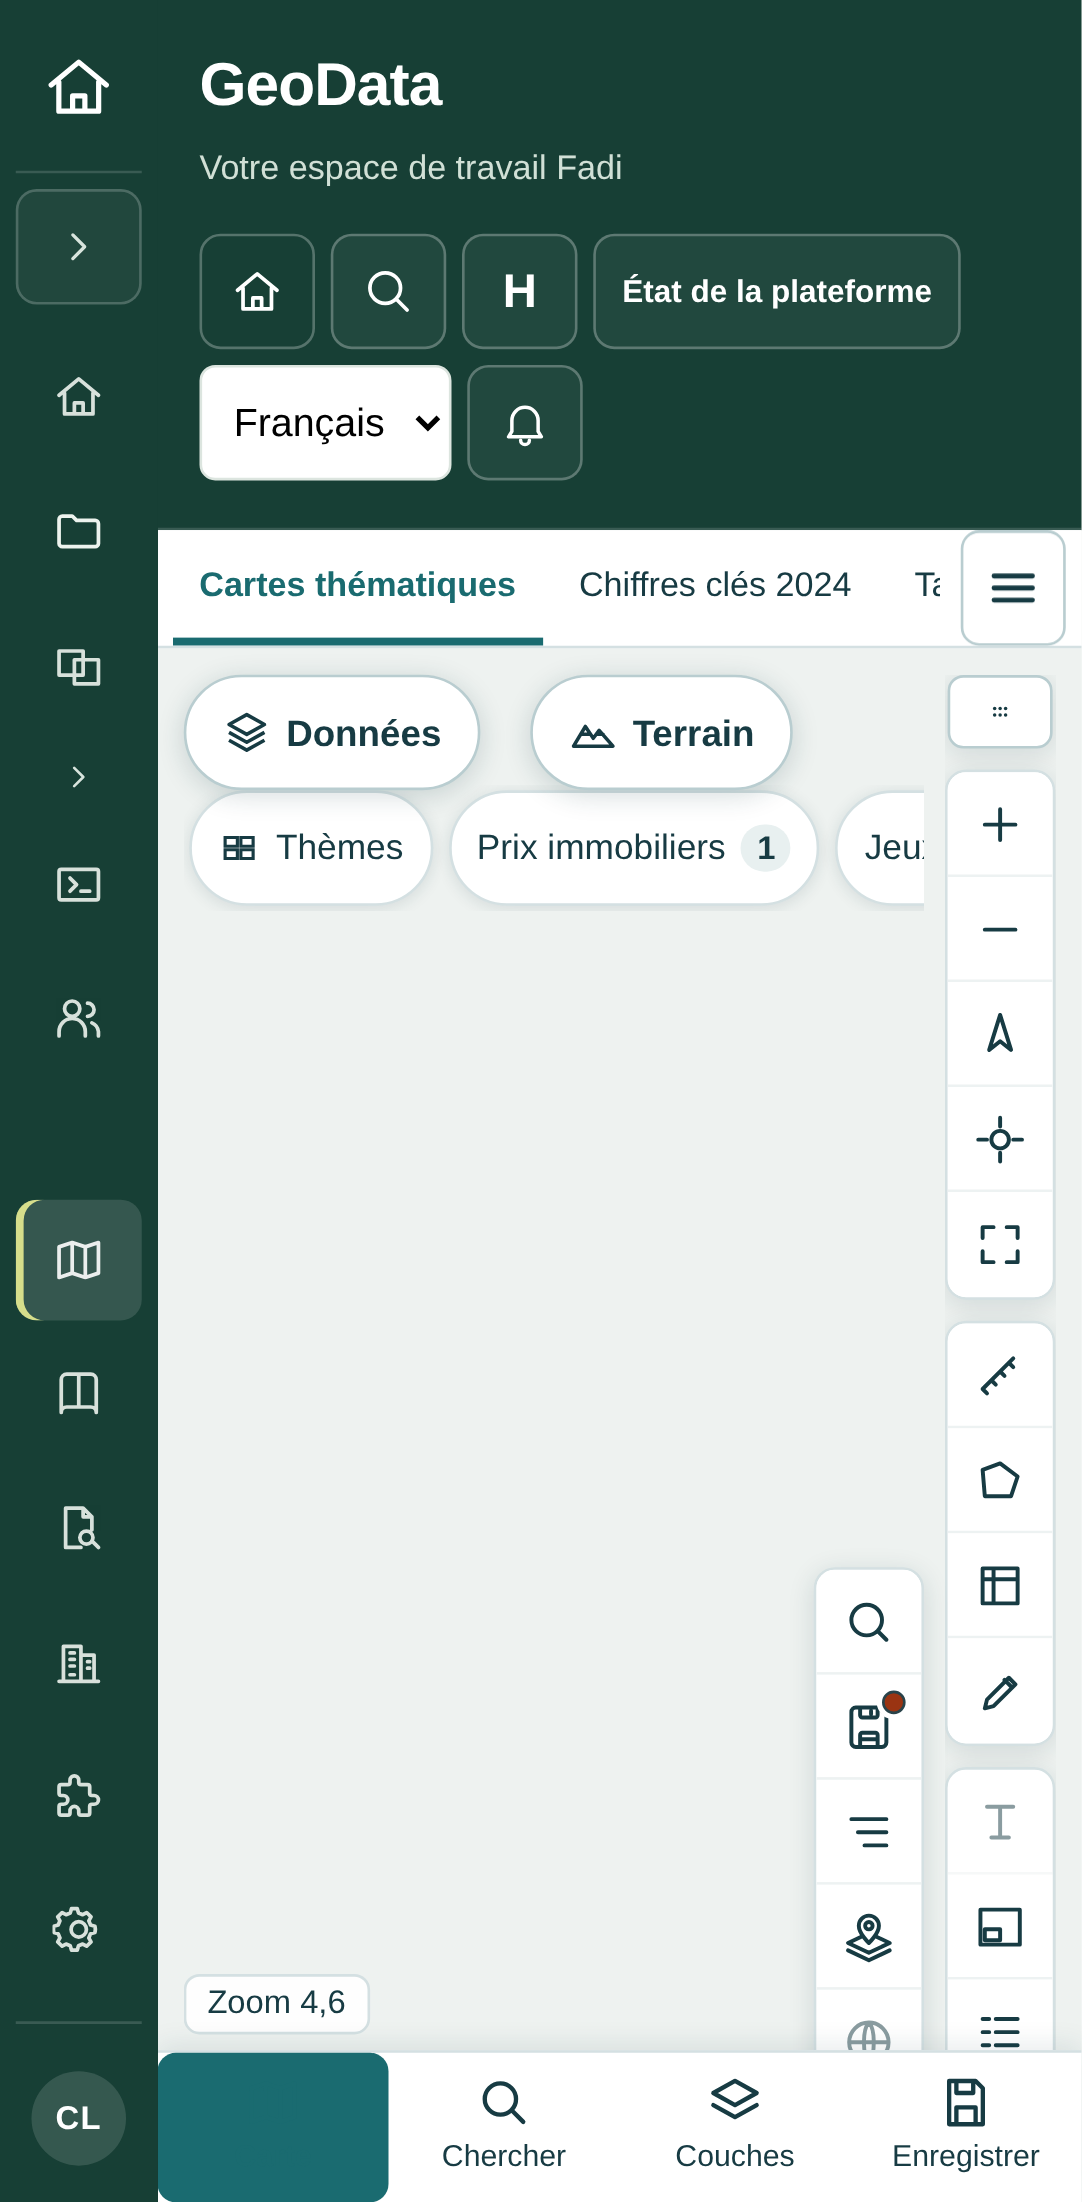 GeoData
Votre espace de travail Fadi
H
État de la plateforme
Français
Cartes thématiques
Chiffres clés 2024
Données
Terrain
Thèmes
Prix immobiliers 1
Zoom 4,6
CL
Chercher
Couches
Enregistrer